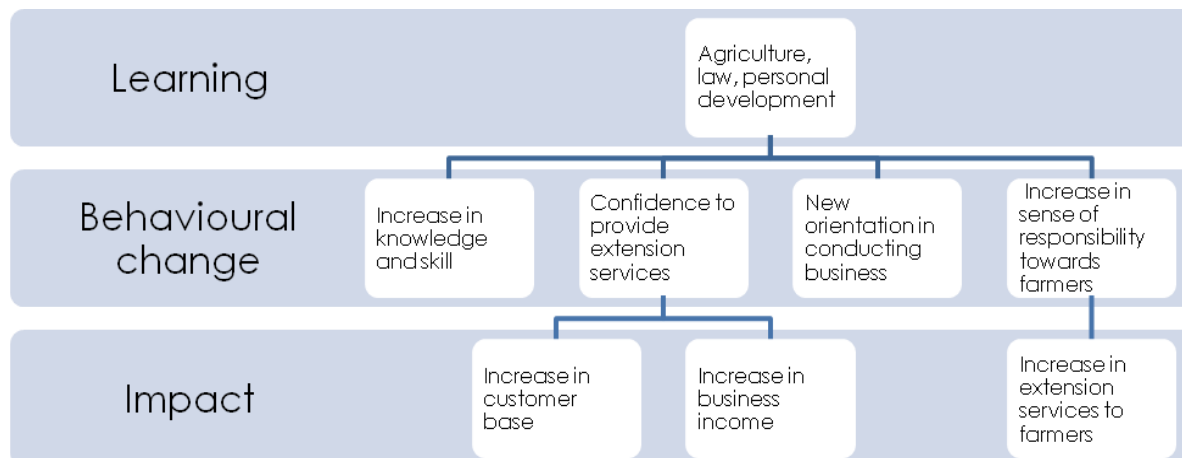 Learning
Agriculture,
law, personal
development
Behavioural
change
Increase in
knowledge
and skill
Confidence to
provide
extension
services
New
orientation in
conducting
business
Increase in
sense of
responsibility
towards
farmers
Impact
Increase in
customer
base
Increase in
business
income
Increase in
extension
services to
farmers